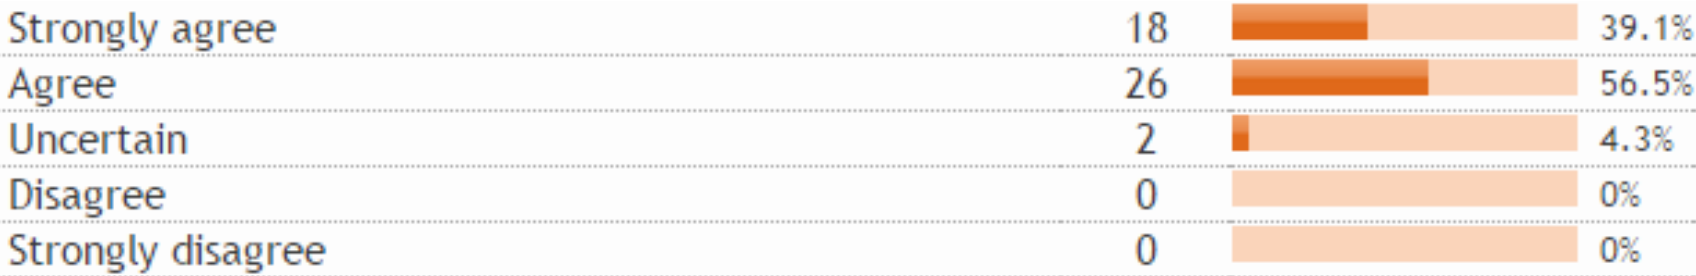 Strongly agree 18 39.1%
Agree 26 56.5%
Uncertain 2 4.3%
Disagree 0 0%
Strongly disagree 0 0%